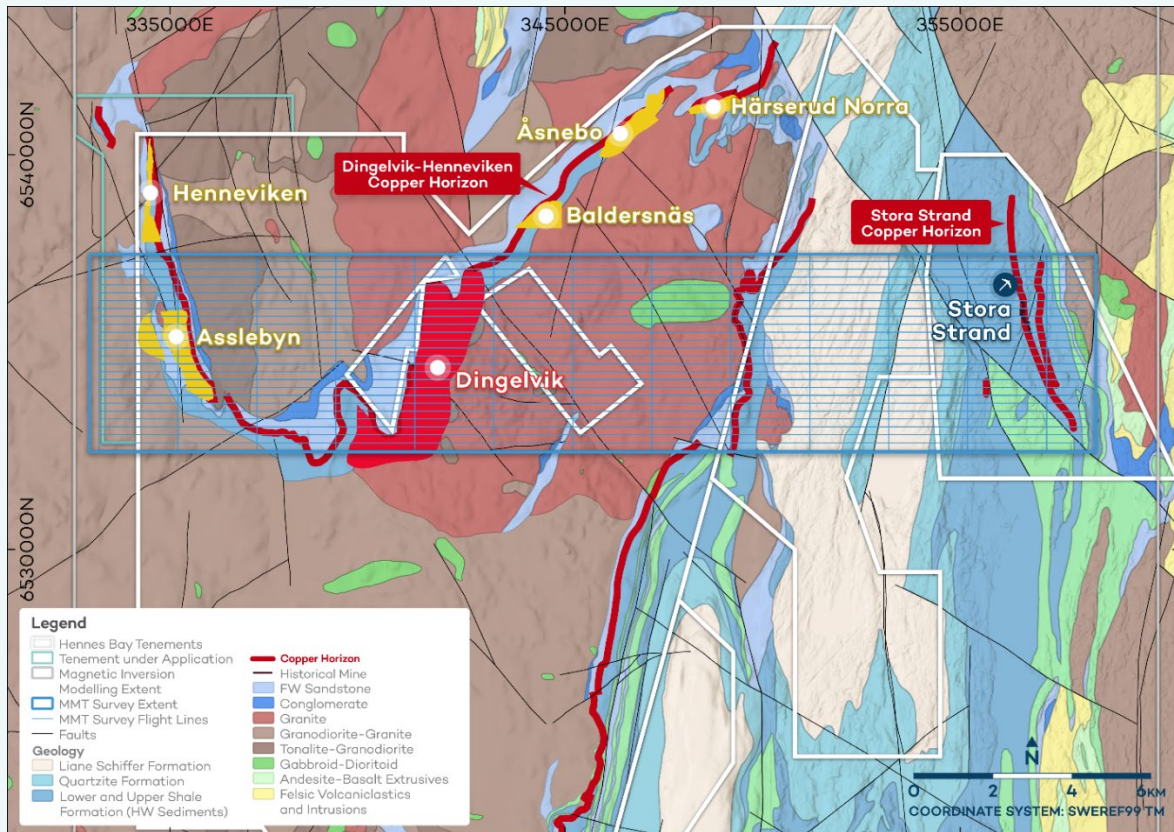 335000E
345000E
355000E
6540000N
6530000N
Härserud Norra
Åsnebo
Dingelvik-Henneviken
Copper Horizon
Henneviken
Baldersnäs
Stora Strand
Copper Horizon
Stora
Strand
Asslebyn
Dingelvik
Legend
Hennes Bay Tenements
Tenement under Application
Magnetic Inversion
Modelling Extent
MMT Survey Extent
MMT Survey Flight Lines
Faults
Geology
Liane Schiffer Formation
Quartzite Formation
Lower and Upper Shale
Formation (HW Sediments)
Copper Horizon
Historical Mine
FW Sandstone
Conglomerate
Granite
Granodiorite-Granite
Tonalite-Granodiorite
Gabbroid-Dioritoid
Andesite-Basalt Extrusives
Felsic Volcaniclastics
and Intrusions
N
0 2 4 6KM
COORDINATE SYSTEM: SWEREF99 TM